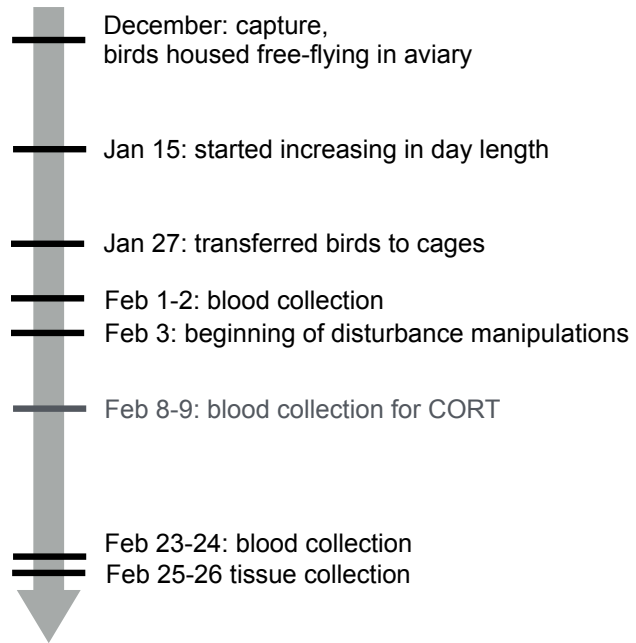 December: capture,
birds housed free-flying in aviary
Jan 15: started increasing in day length
Jan 27: transferred birds to cages
Feb 1-2: blood collection
Feb 3: beginning of disturbance manipulations
Feb 8-9: blood collection for CORT
Feb 23-24: blood collection
Feb 25-26 tissue collection